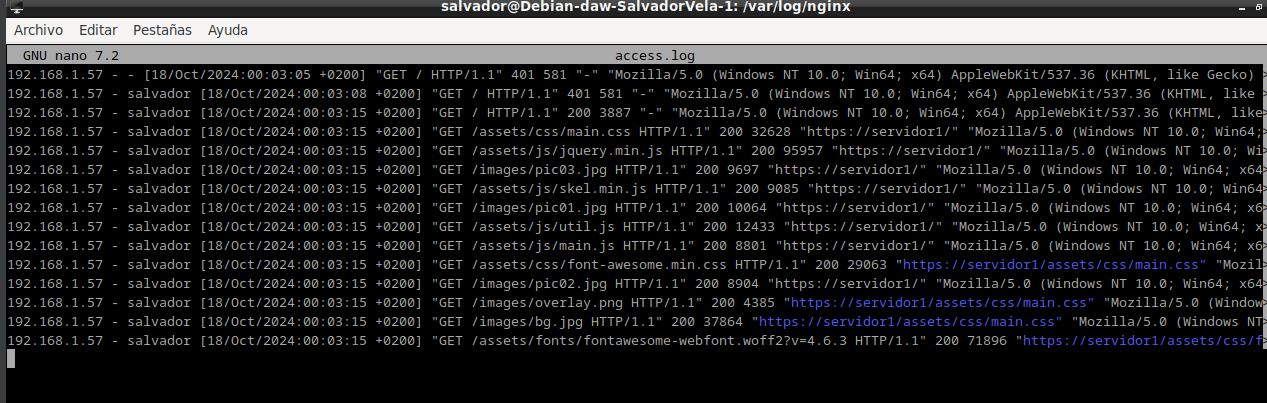 salvador@Debian-daw-SalvadorVela-1: /var/log/nginx
Archivo Editar Pestañas Ayuda
GNU nano 7.2 access.log
192.168.1.57 - - [18/Oct/2024:00:03:05 +0200] "GET / HTTP/1.1" 401 581 "-" "Mozilla/5.0 (Windows NT 10.0; Win64; x64) AppleWebKit/537.36 (KHTML, like Gecko) >
192.168.1.57 - salvador [18/Oct/2024:00:03:08 +0200] "GET / HTTP/1.1" 401 581 "-" "Mozilla/5.0 (Windows NT 10.0; Win64; x64) AppleWebKit/537.36 (KHTML, like >
192.168.1.57 - salvador [18/Oct/2024:00:03:15 +0200] "GET / HTTP/1.1" 200 3887 "-" "Mozilla/5.0 (Windows NT 10.0; Win64; x64) AppleWebKit/537.36 (KHTML, like>
192.168.1.57 - salvador [18/Oct/2024:00:03:15 +0200] "GET /assets/css/main.css HTTP/1.1" 200 32628 "https://servidor1/" "Mozilla/5.0 (Windows NT 10.0; Win64;>
192.168.1.57 - salvador [18/Oct/2024:00:03:15 +0200] "GET /assets/js/jquery.min.js HTTP/1.1" 200 95957 "https://servidor1/" "Mozilla/5.0 (Windows NT 10.0; Wi>
192.168.1.57 - salvador [18/Oct/2024:00:03:15 +0200] "GET /images/pic03.jpg HTTP/1.1" 200 9697 "https://servidor1/" "Mozilla/5.0 (Windows NT 10.0; Win64; x64>
192.168.1.57 - salvador [18/Oct/2024:00:03:15 +0200] "GET /assets/js/skel.min.js HTTP/1.1" 200 9085 "https://servidor1/" "Mozilla/5.0 (Windows NT 10.0; Win64>
192.168.1.57 - salvador [18/Oct/2024:00:03:15 +0200] "GET /images/pic01.jpg HTTP/1.1" 200 10064 "https://servidor1/" "Mozilla/5.0 (Windows NT 10.0; Win64; x6>
192.168.1.57 - salvador [18/Oct/2024:00:03:15 +0200] "GET /assets/js/util.js HTTP/1.1" 200 12433 "https://servidor1/" "Mozilla/5.0 (Windows NT 10.0; Win64; x>
192.168.1.57 - salvador [18/Oct/2024:00:03:15 +0200] "GET /assets/js/main.js HTTP/1.1" 200 8801 "https://servidor1/" "Mozilla/5.0 (Windows NT 10.0; Win64; x6>
192.168.1.57 - salvador [18/Oct/2024:00:03:15 +0200] "GET /assets/css/font-awesome.min.css HTTP/1.1" 200 29063 "https://servidor1/assets/css/main.css" "Mozil>
192.168.1.57 - salvador [18/Oct/2024:00:03:15 +0200] "GET /images/pic02.jpg HTTP/1.1" 200 8904 "https://servidor1/" "Mozilla/5.0 (Windows NT 10.0; Win64; x64>
192.168.1.57 - salvador [18/Oct/2024:00:03:15 +0200] "GET /images/overlay.png HTTP/1.1" 200 4385 "https://servidor1/assets/css/main.css" "Mozilla/5.0 (Window>
192.168.1.57 - salvador [18/Oct/2024:00:03:15 +0200] "GET /images/bg.jpg HTTP/1.1" 200 37864 "https://servidor1/assets/css/main.css" "Mozilla/5.0 (Windows NT>
192.168.1.57 - salvador [18/Oct/2024:00:03:15 +0200] "GET /assets/fonts/fontawesome-webfont.woff2?v=4.6.3 HTTP/1.1" 200 71896 "https://servidor1/assets/css/f>